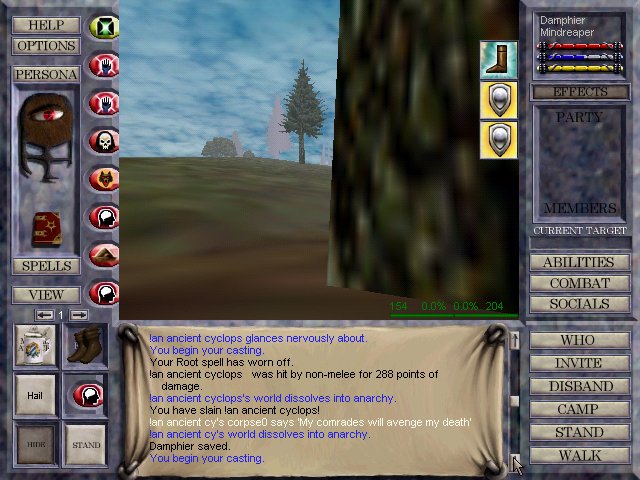 HELP
OPTIONS
PERSONA
SPELLS
VIEW
1
Hail
HIDE
STAND
154 0.0% 0.0% 204
!an ancient cyclops glances nervously about.
You begin your casting.
Your Root spell has worn off.
!an ancient cyclops   was hit by non-melee for 288 points of
damage.
!an ancient cyclops's world dissolves into anarchy.
You have slain !an ancient cyclops!
!an ancient cy's corpse0 says 'My comrades will avenge my death'
!an ancient cy's world dissolves into anarchy.
Damphier saved.
You begin your casting.
Damphier
Mindreaper
EFFECTS
PARTY
MEMBERS
CURRENT TARGET
ABILITIES
COMBAT
SOCIALS
WHO
INVITE
DISBAND
CAMP
STAND
WALK